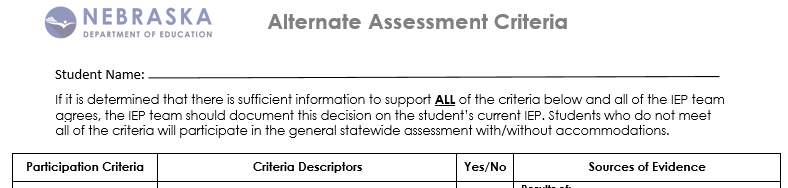 NEBRASKA
DEPARTMENT OF EDUCATION
Alternate Assessment Criteria
Student Name:
If it is determined that there is sufficient information to support ALL of the criteria below and all of the IEP team
agrees, the IEP team should document this decision on the student's current IEP. Students who do not meet
all of the criteria will participate in the general statewide assessment with/without accommodations.
Participation Criteria Criteria Descriptors Yes/No Sources of Evidence
Results of: